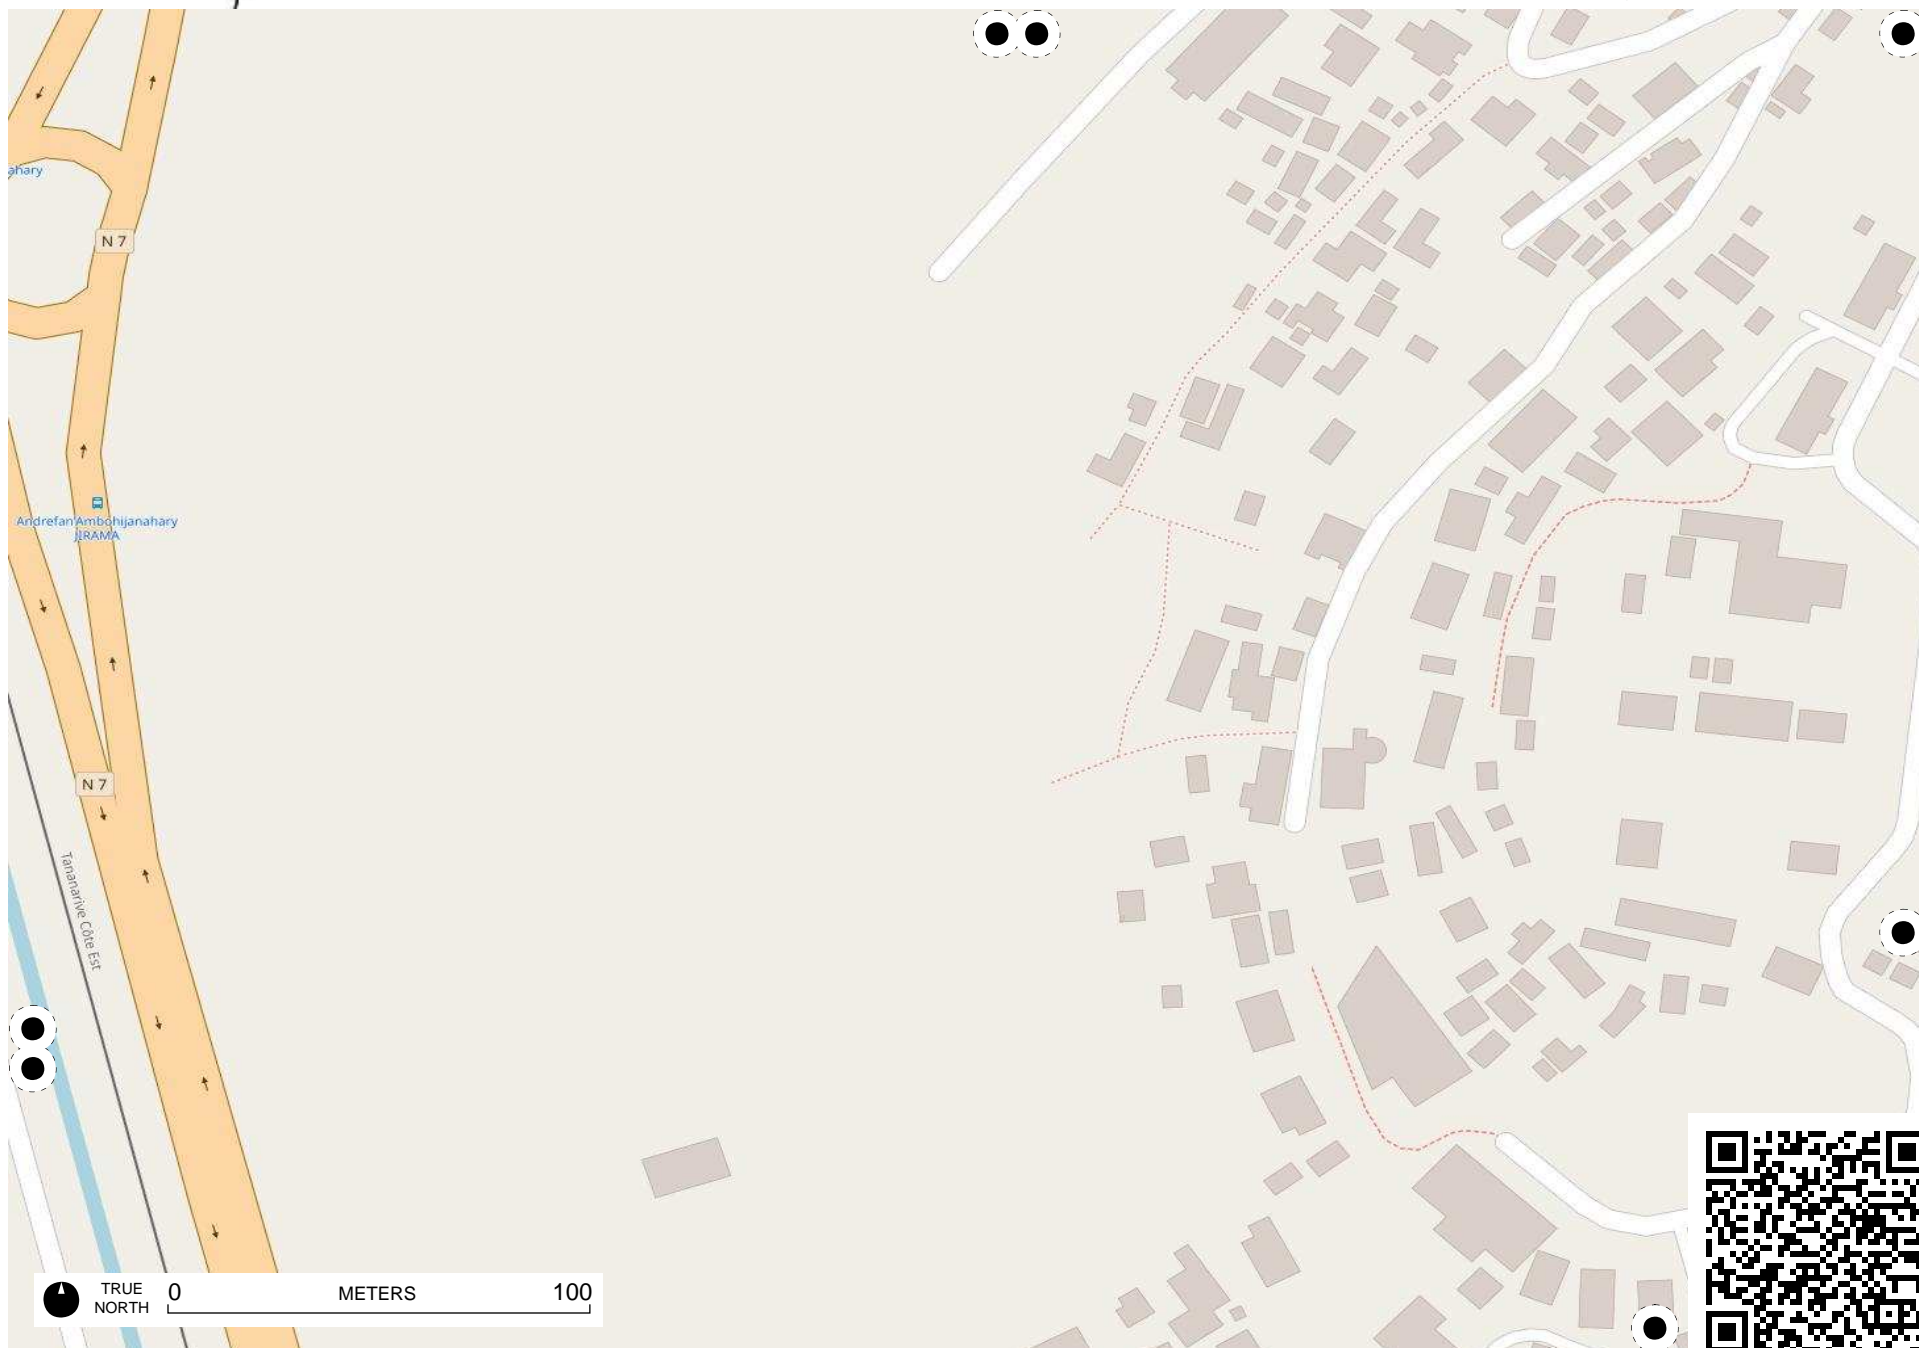 ahary
N 7
Andrefan Ambohijanahary
JIRAMA
N 7
Tananarive Côte Est
TRUE
NORTH
0 METERS 100